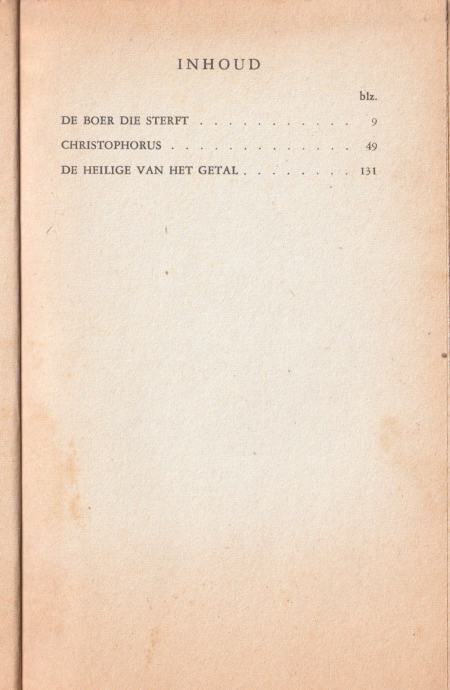 INHOUD
blz.
DE BOER DIE STERFT . . . . . . . . . . . 9
CHRISTOPHORUS . . . . . . . . . . . . . 49
DE HEILIGE VAN HET GETAL . . . . . . . . 131